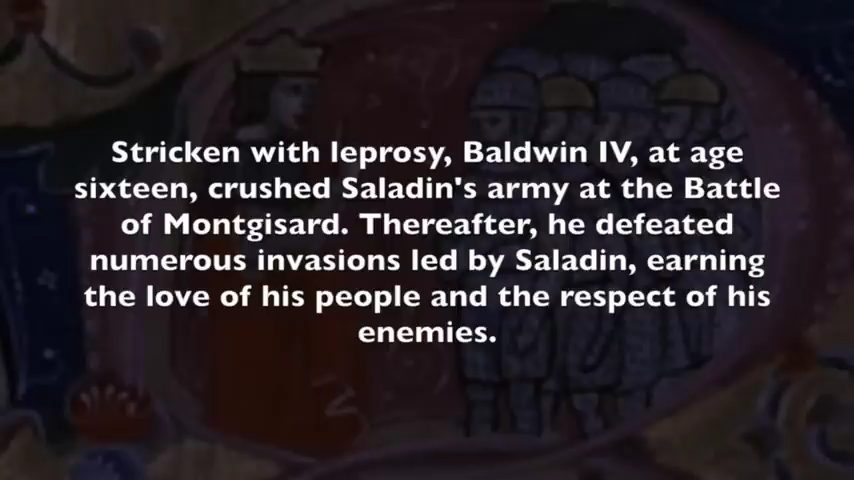 Stricken with leprosy, Baldwin IV, at age
sixteen, crushed Saladin's army at the Battle
of Montgisard. Thereafter, he defeated
numerous invasions led by Saladin, earning
the love of his people and the respect of his
enemies.